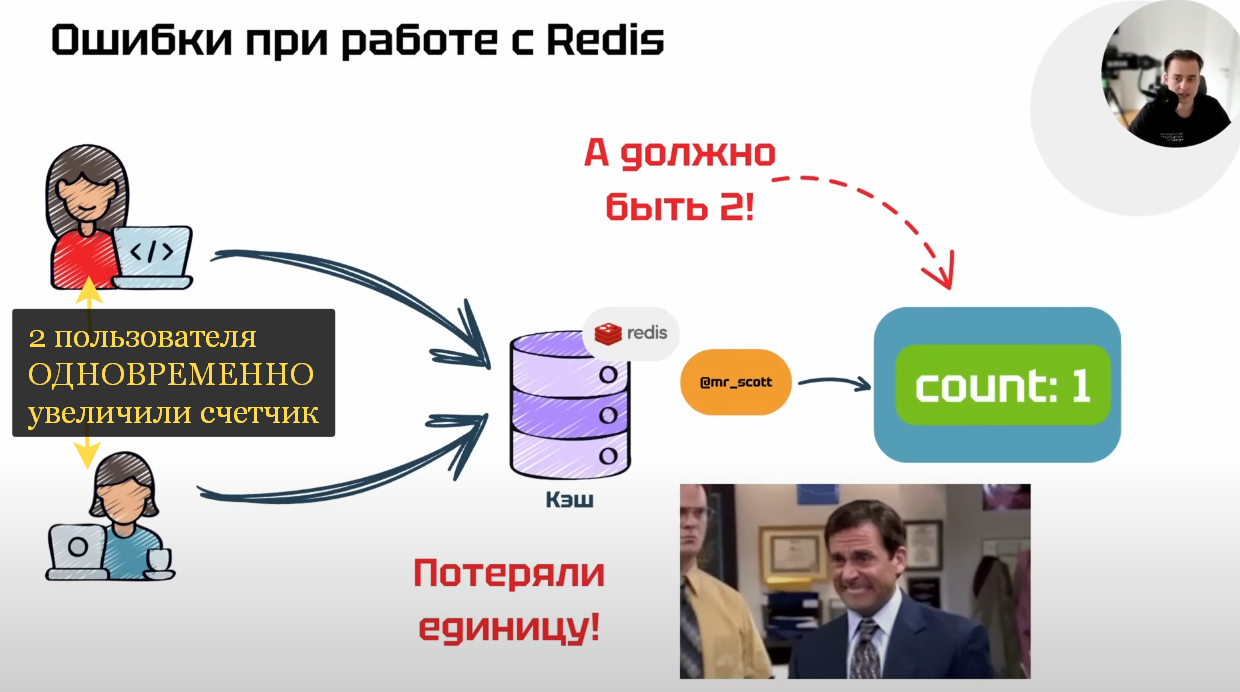 Ошибки при работе с Redis
А должно
быть 2!
</>
2 пользователя
ОДНОВРЕМЕННО
увеличили счетчик
redis
@mr_scott
count: 1
Кэш
Потеряли
единицу!